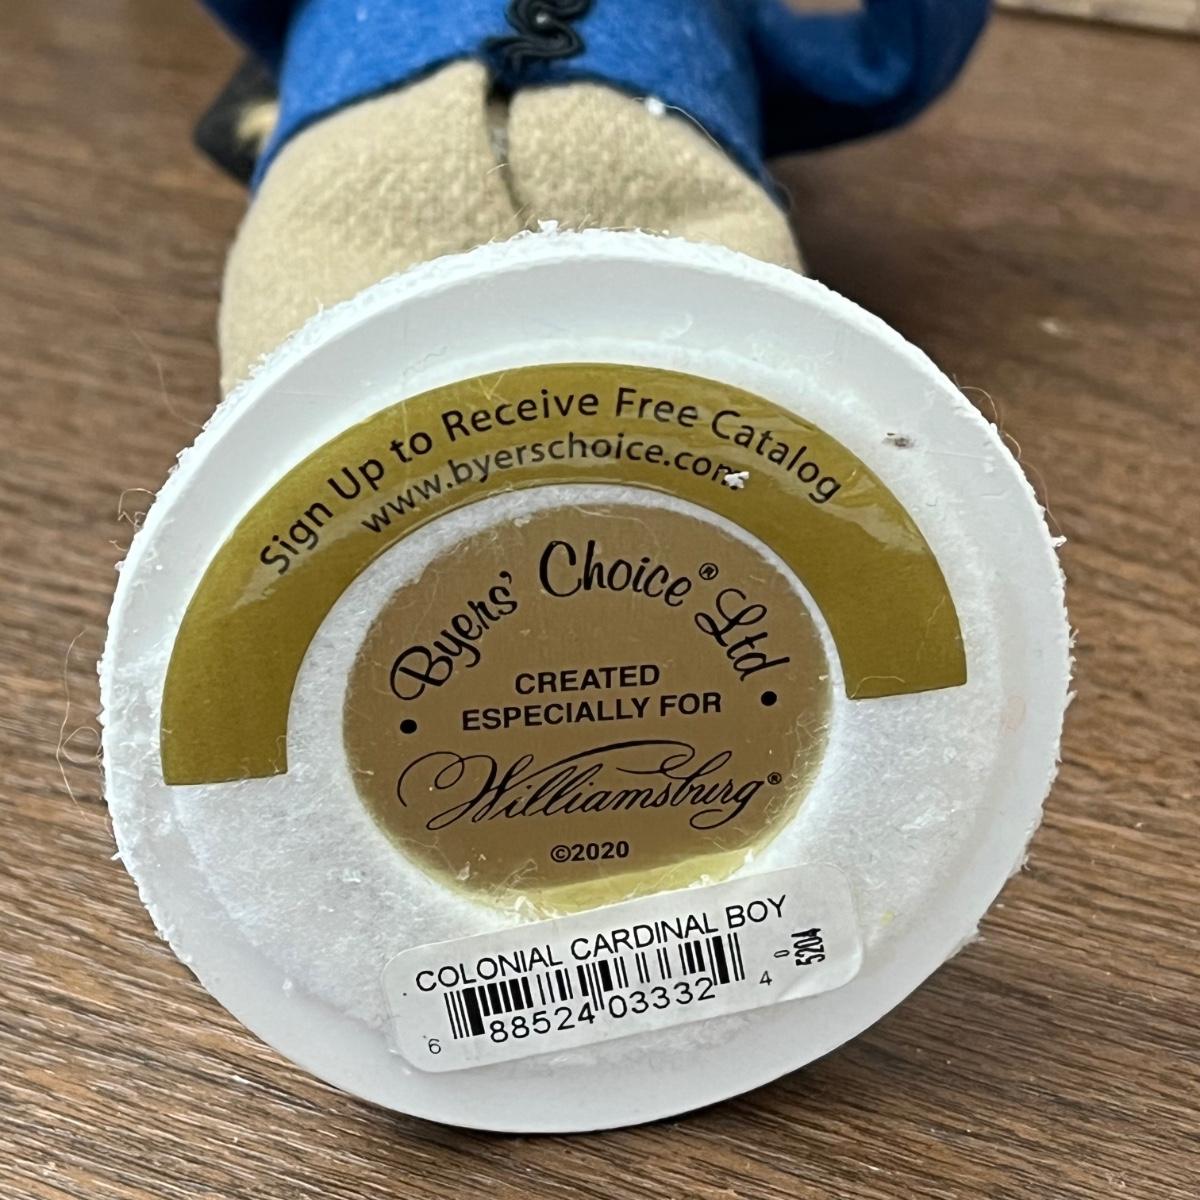 Sign Up to Receive Free Catalog
www.byerschoice.com
Byers' Choice® Ltd
CREATED
ESPECIALLY FOR
Williamsburg®
©2020
COLONIAL CARDINAL BOY
6 88524 03332 4
0
5204